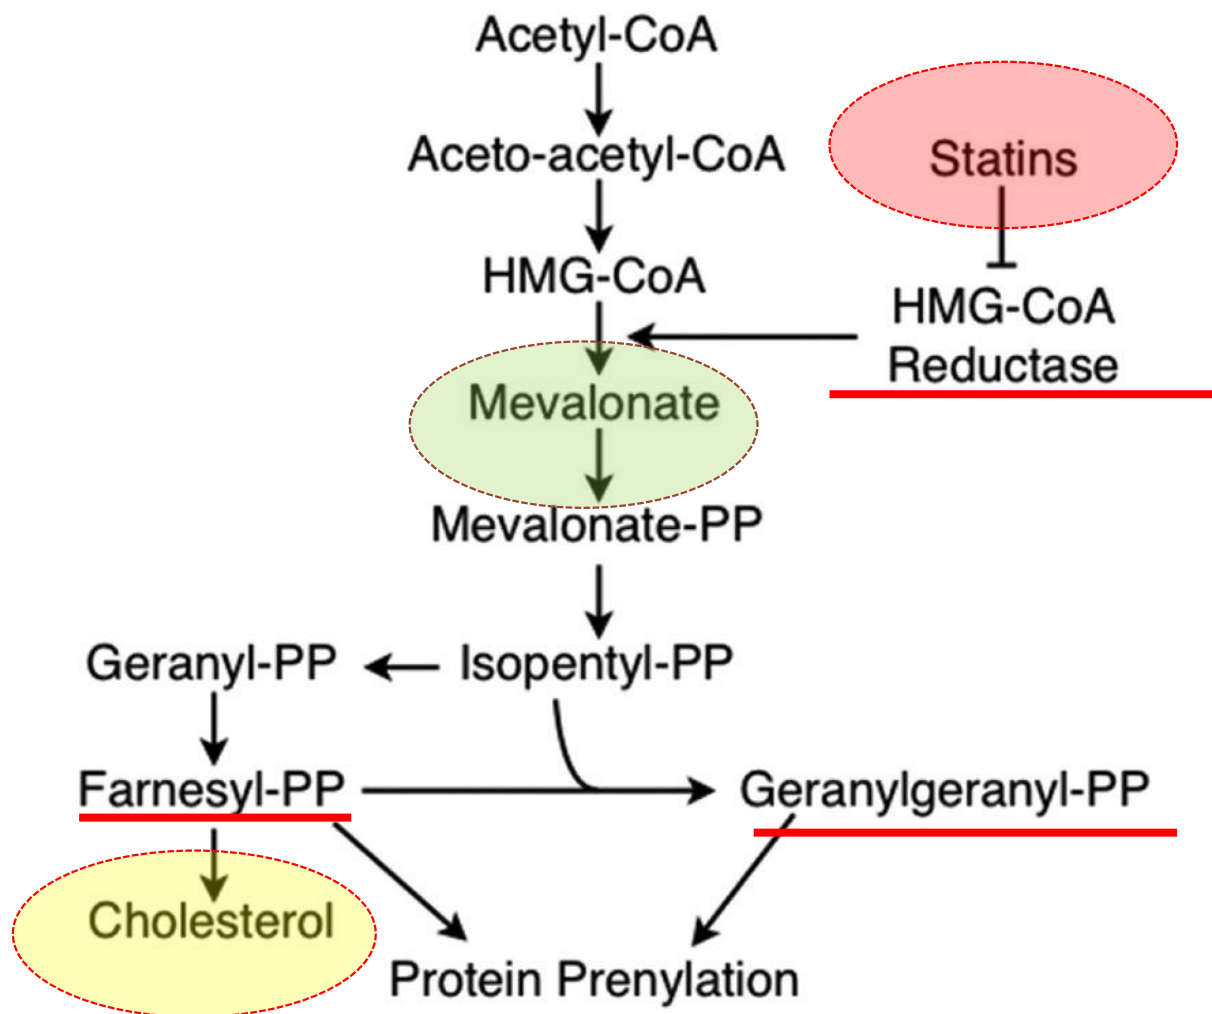 Acetyl-CoA
Aceto-acetyl-CoA
Statins
HMG-CoA
HMG-CoA
Reductase
Mevalonate
Mevalonate-PP
Geranyl-PP
Isopentyl-PP
Farnesyl-PP
Geranylgeranyl-PP
Cholesterol
Protein Prenylation